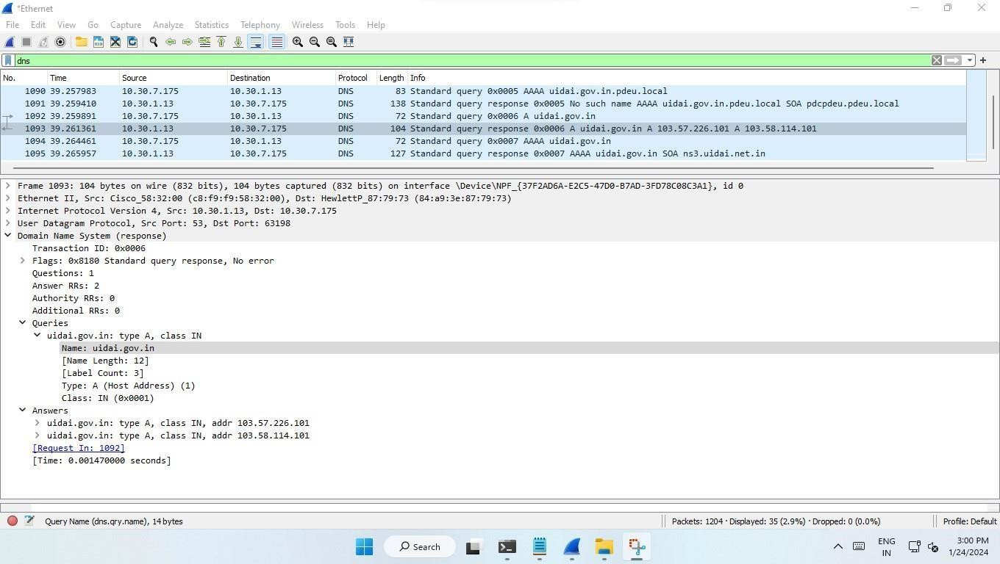 *Ethernet
File Edit View Go Capture Analyze Statistics Telephony Wireless Tools Help
dns
No. Time Source Destination Protocol Length Info
1090 39.257983 10.30.7.175 10.30.1.13 DNS 83 Standard query 0x0005 AAAA uidai.gov.in.pdeu.local
1091 39.259410 10.30.1.13 10.30.7.175 DNS 138 Standard query response 0x0005 No such name AAAA uidai.gov.in.pdeu.local SOA pdcpdeu.pdeu.local
1092 39.259891 10.30.7.175 10.30.1.13 DNS 72 Standard query 0x0006 A uidai.gov.in
1093 39.261361 10.30.1.13 10.30.7.175 DNS 104 Standard query response 0x0006 A uidai.gov.in A 103.57.226.101 A 103.58.114.101
1094 39.264461 10.30.7.175 10.30.1.13 DNS 72 Standard query 0x0007 AAAA uidai.gov.in
1095 39.265957 10.30.1.13 10.30.7.175 DNS 127 Standard query response 0x0007 AAAA uidai.gov.in SOA ns3.uidai.net.in
Frame 1093: 104 bytes on wire (832 bits), 104 bytes captured (832 bits) on interface \Device\NPF_{37F2AD6A-E2C5-47D0-B7AD-3FD78C08C3A1}, id 0
Ethernet II, Src: Cisco_58:32:00 (c8:f9:f9:58:32:00), Dst: HewlettP_87:79:73 (84:a9:3e:87:79:73)
Internet Protocol Version 4, Src: 10.30.1.13, Dst: 10.30.7.175
User Datagram Protocol, Src Port: 53, Dst Port: 63198
Domain Name System (response)
Transaction ID: 0x0006
Flags: 0x8180 Standard query response, No error
Questions: 1
Answer RRs: 2
Authority RRs: 0
Additional RRs: 0
Queries
uidai.gov.in: type A, class IN
Name: uidai.gov.in
[Name Length: 12]
[Label Count: 3]
Type: A (Host Address) (1)
Class: IN (0x0001)
Answers
uidai.gov.in: type A, class IN, addr 103.57.226.101
uidai.gov.in: type A, class IN, addr 103.58.114.101
[Request In: 1092]
[Time: 0.001470000 seconds]
Query Name (dns.qry.name), 14 bytes Packets: 1204 · Displayed: 35 (2.9%) · Dropped: 0 (0.0%) Profile: Default
Search
ENG
IN
3:00 PM
1/24/2024